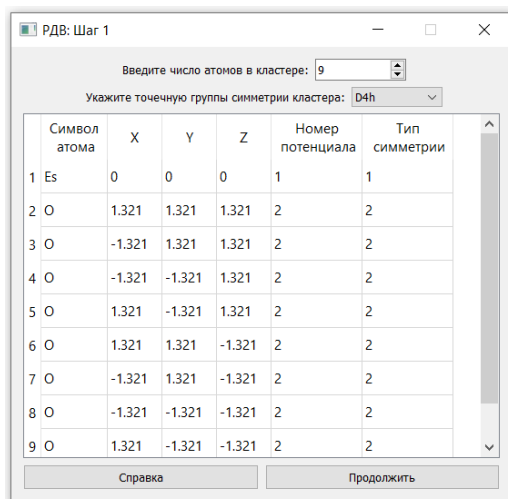 РДВ: Шаг 1
Введите число атомов в кластере: 9
Укажите точечную группы симметрии кластера: D4h
Символ атома X Y Z Номер потенциала Тип симметрии
1 Es 0 0 0 1 1
2 O 1.321 1.321 1.321 2 2
3 O -1.321 1.321 1.321 2 2
4 O -1.321 -1.321 1.321 2 2
5 O 1.321 -1.321 1.321 2 2
6 O 1.321 1.321 -1.321 2 2
7 O -1.321 1.321 -1.321 2 2
8 O -1.321 -1.321 -1.321 2 2
9 O 1.321 -1.321 -1.321 2 2
Справка Продолжить